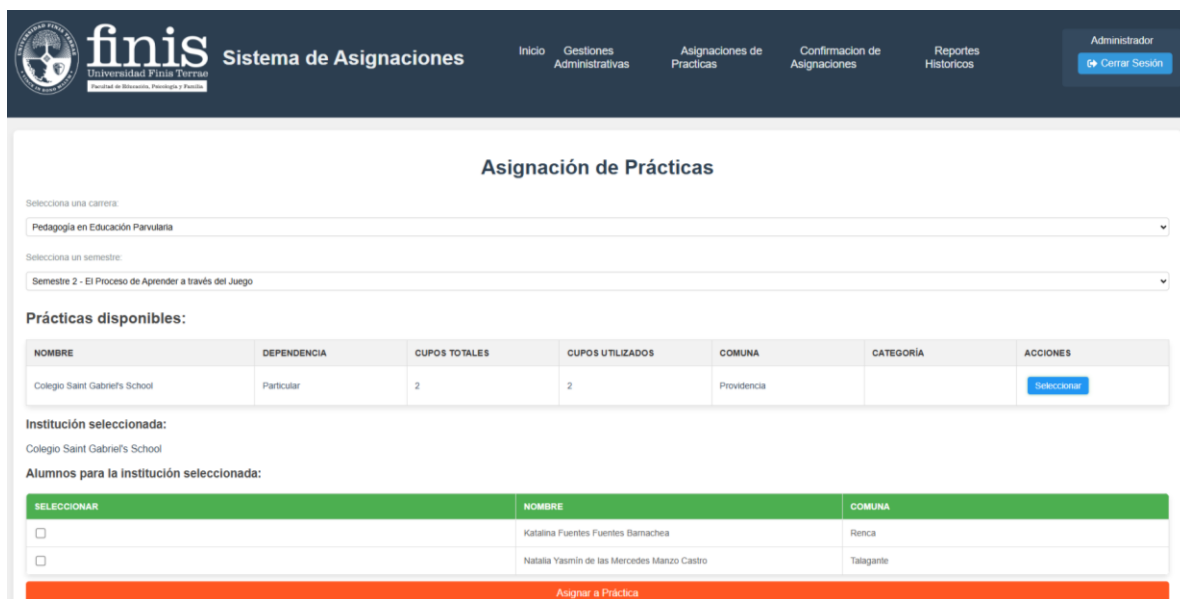 finis
Universidad Finis Terrae
Facultad de Educación, Psicología y Familia
Sistema de Asignaciones
Inicio
Gestiones
Administrativas
Asignaciones de
Practicas
Confirmacion de
Asignaciones
Reportes
Historicos
Administrador
Cerrar Sesión
Asignación de Prácticas
Selecciona una carrera:
Pedagogía en Educación Parvularia
Selecciona un semestre:
Semestre 2 - El Proceso de Aprender a través del Juego
Prácticas disponibles:
NOMBRE DEPENDENCIA CUPOS TOTALES CUPOS UTILIZADOS COMUNA CATEGORÍA ACCIONES
Colegio Saint Gabriel's School Particular 2 2 Providencia Seleccionar
Institución seleccionada:
Colegio Saint Gabriel's School
Alumnos para la institución seleccionada:
SELECCIONAR NOMBRE COMUNA
Katalina Fuentes Fuentes Barnachea Renca
Natalia Yasmín de las Mercedes Manzo Castro Talagante
Asignar a Práctica